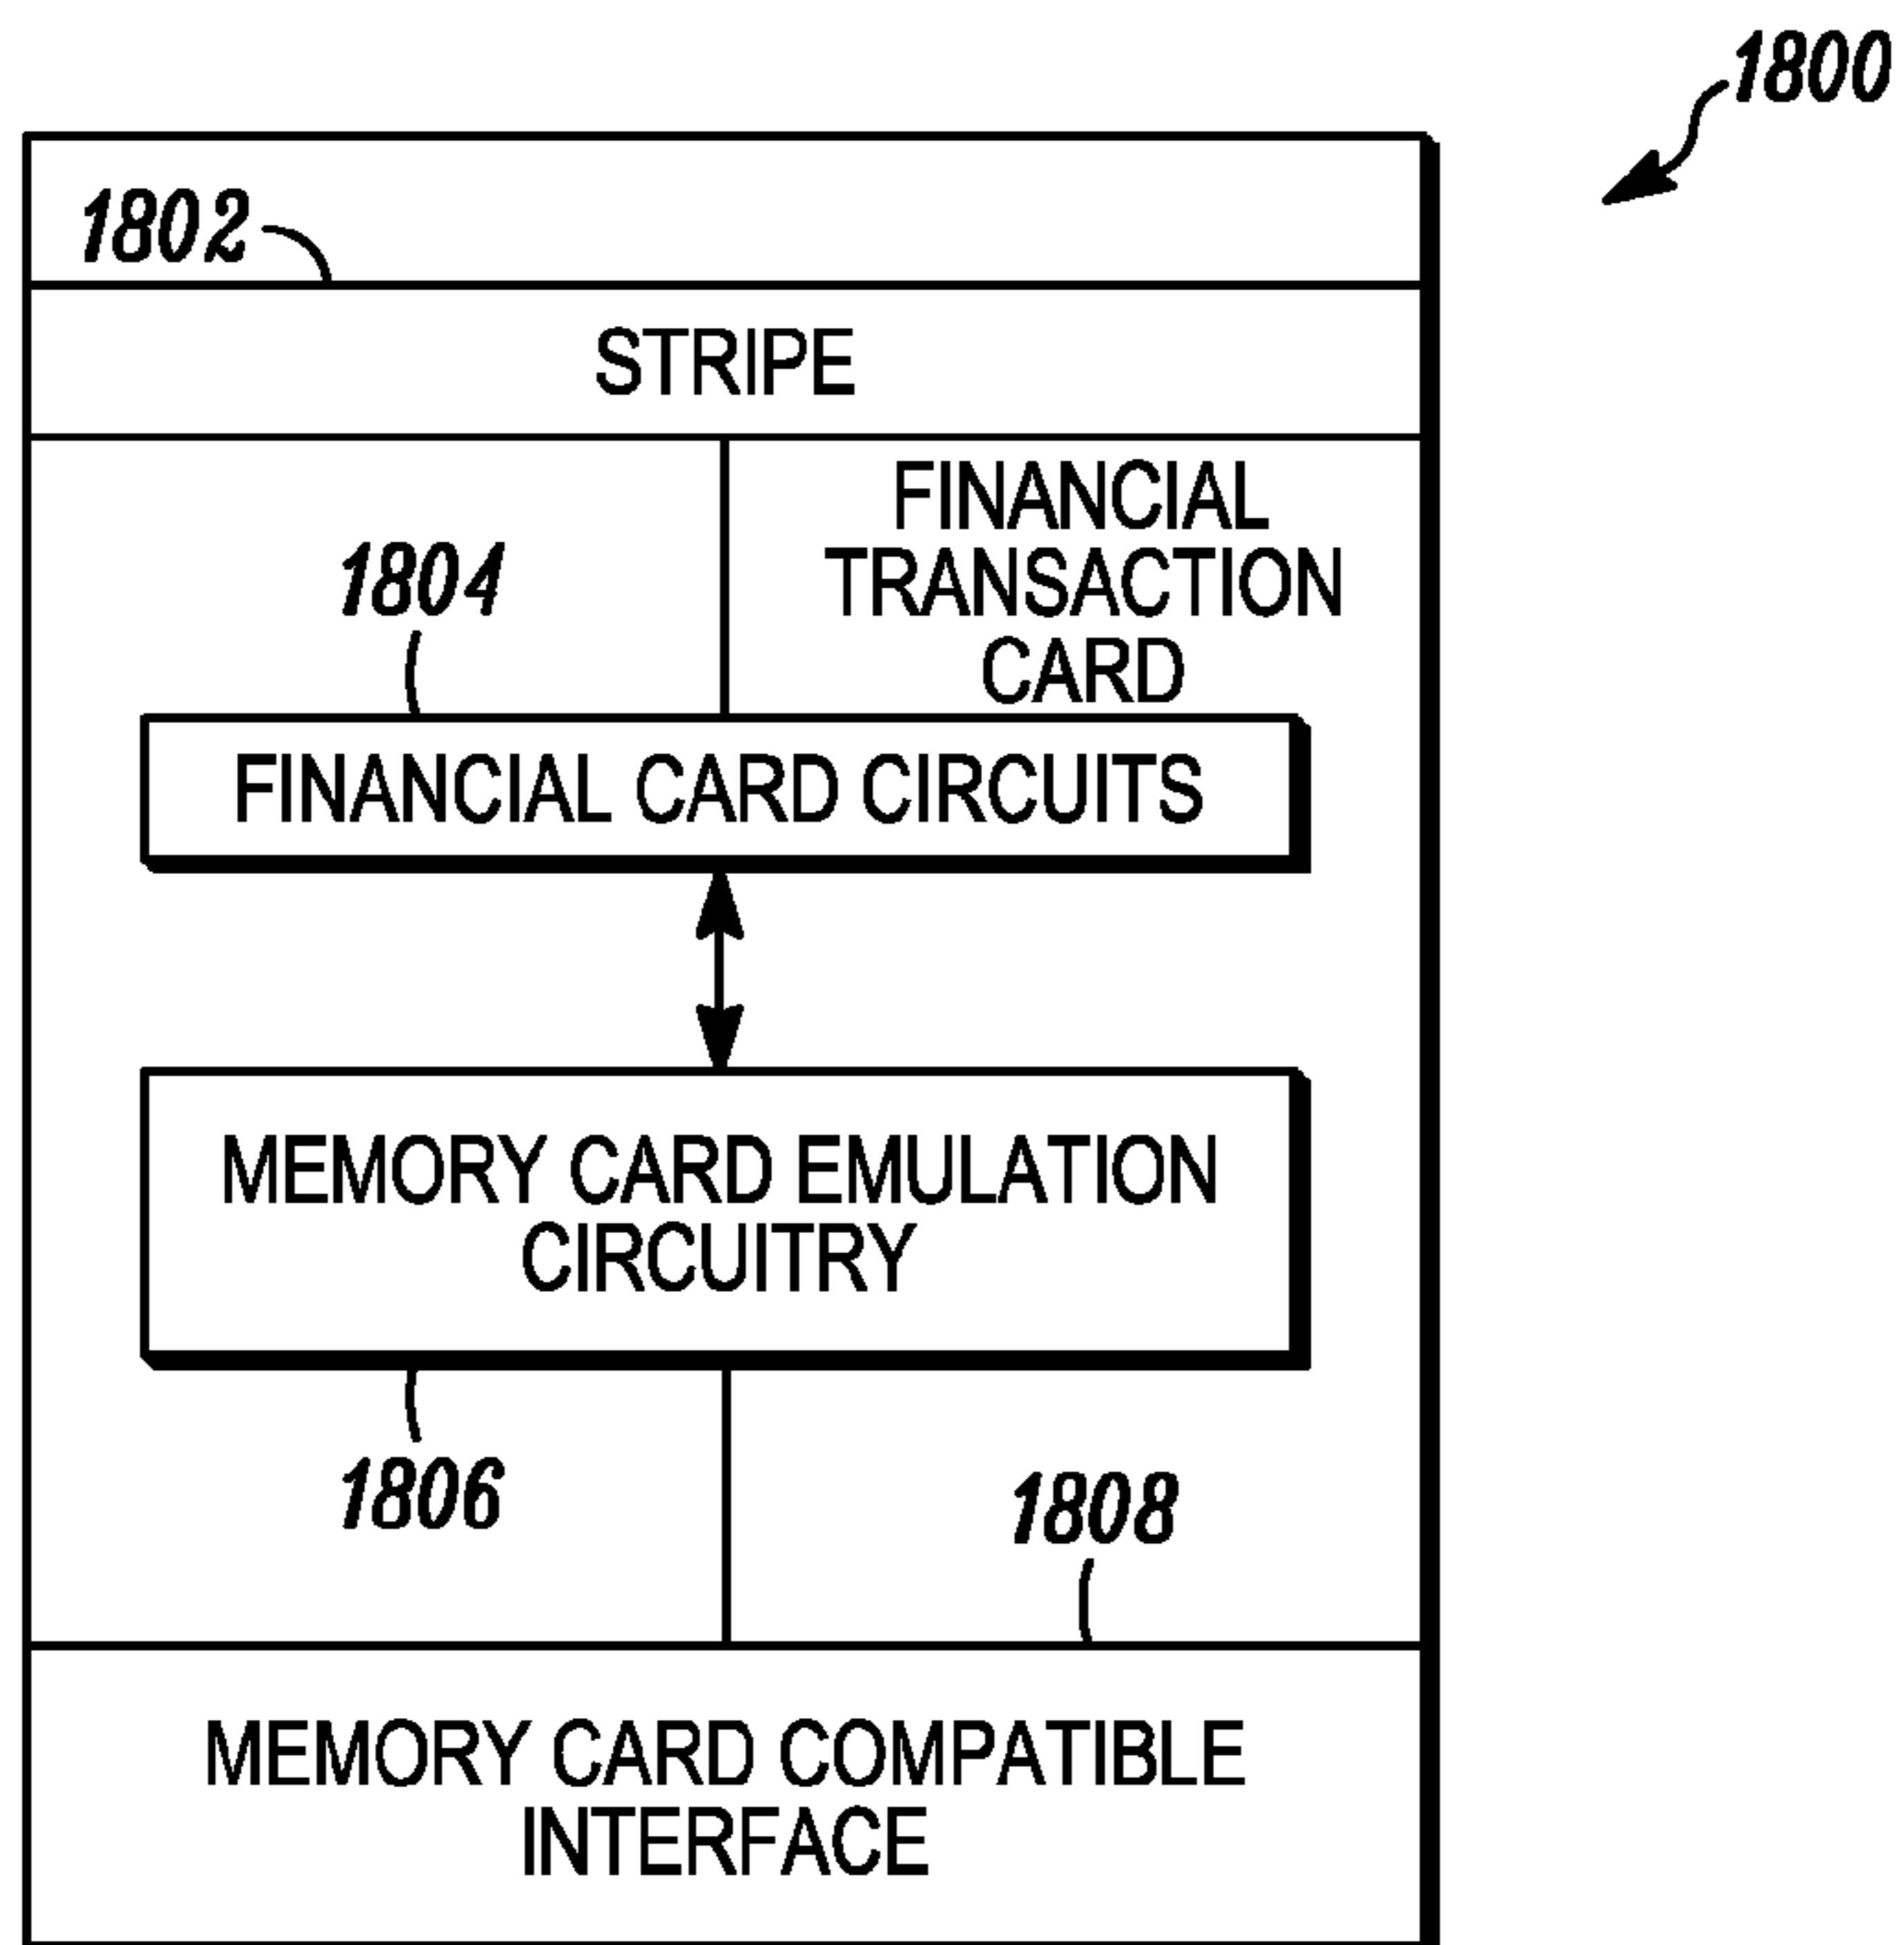 1800
1802
STRIPE
FINANCIAL
TRANSACTION
CARD
1804
FINANCIAL CARD CIRCUITS
MEMORY CARD EMULATION
CIRCUITRY
1806
1808
MEMORY CARD COMPATIBLE
INTERFACE